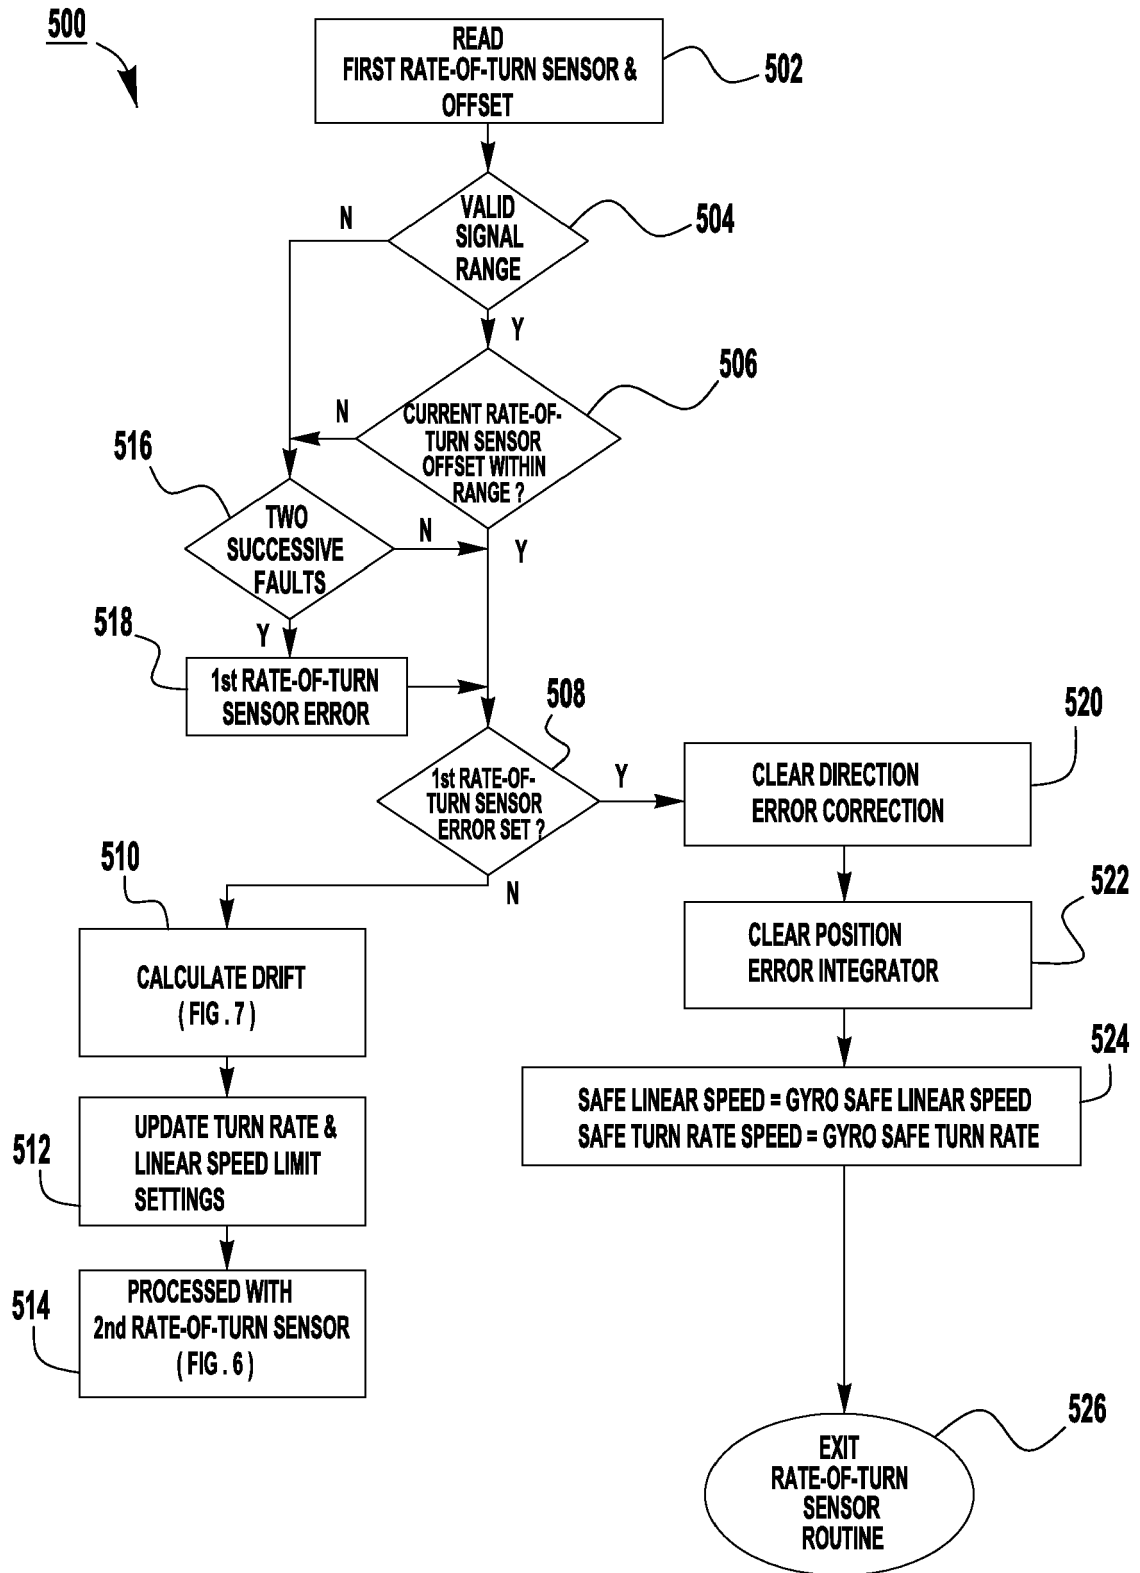 500
READ
FIRST RATE-OF-TURN SENSOR &
OFFSET
502
VALID
SIGNAL
RANGE
504
N
Y
CURRENT RATE-OF-
TURN SENSOR
OFFSET WITHIN
RANGE ?
506
N
Y
516
TWO
SUCCESSIVE
FAULTS
N
Y
518
1st RATE-OF-TURN
SENSOR ERROR
508
1st RATE-OF-
TURN SENSOR
ERROR SET ?
Y
N
520
CLEAR DIRECTION
ERROR CORRECTION
522
CLEAR POSITION
ERROR INTEGRATOR
524
SAFE LINEAR SPEED = GYRO SAFE LINEAR SPEED
SAFE TURN RATE SPEED = GYRO SAFE TURN RATE
526
EXIT
RATE-OF-TURN
SENSOR
ROUTINE
510
CALCULATE DRIFT
( FIG . 7 )
512
UPDATE TURN RATE &
LINEAR SPEED LIMIT
SETTINGS
514
PROCESSED WITH
2nd RATE-OF-TURN SENSOR
( FIG . 6 )